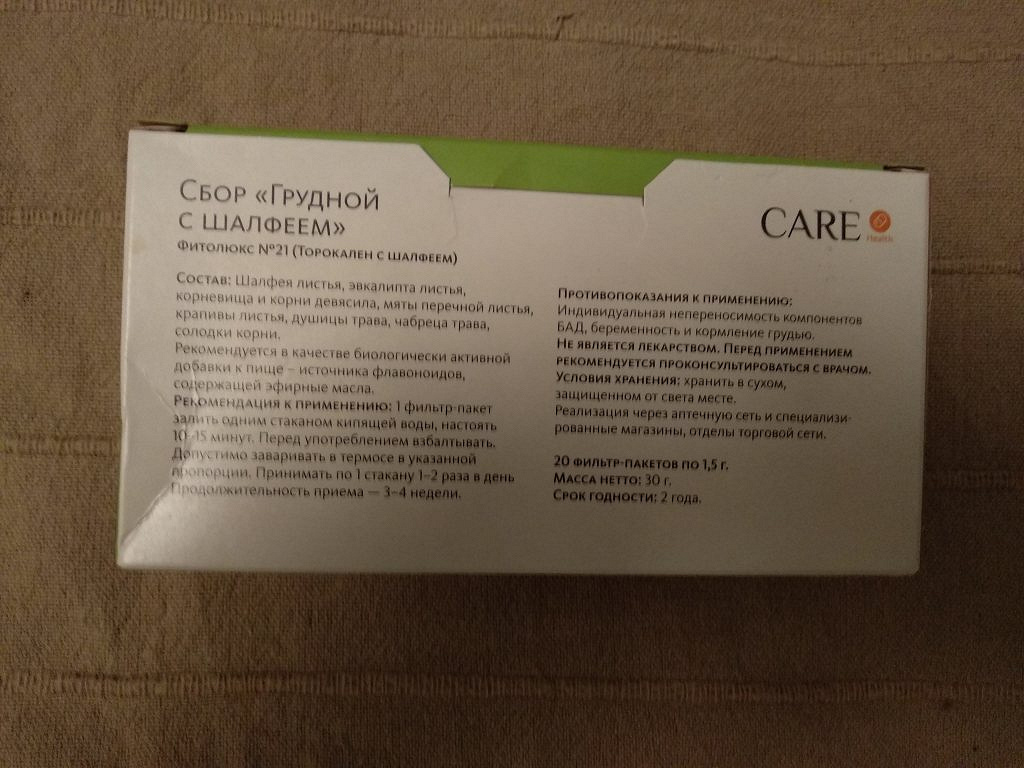 Сбор «Грудной
с шалфеем»
Фитолюкс №21 (Торокален с шалфеем)
Состав: Шалфея листья, эвкалипта листья,
корневища и корни девясила, мяты перечной листья,
крапивы листья, душицы трава, чабреца трава,
солодки корни.
Рекомендуется в качестве биологически активной
добавки к пище – источника флавоноидов,
содержащей эфирные масла.
Рекомендация к применению: 1 фильтр-пакет
залить одним стаканом кипящей воды, настоять
10-15 минут. Перед употреблением взбалтывать.
Допустимо заваривать в термосе в указанной
пропорции. Принимать по 1 стакану 1–2 раза в день
Продолжительность приема — 3–4 недели.
CARE
Health
Противопоказания к применению:
Индивидуальная непереносимость компонентов
БАД, беременность и кормление грудью.
Не является лекарством. Перед применением
рекомендуется проконсультироваться с врачом.
Условия хранения: хранить в сухом,
защищенном от света месте.
Реализация через аптечную сеть и специализи-
рованные магазины, отделы торговой сети.
20 фильтр-пакетов по 1,5 г.
Масса нетто: 30 г.
Срок годности: 2 года.